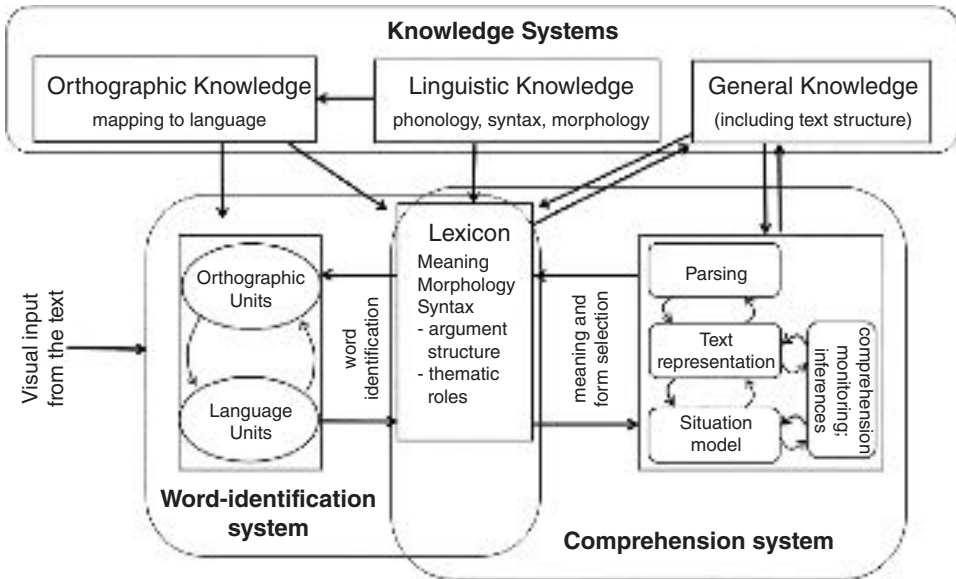 Knowledge Systems
Orthographic Knowledge
mapping to language
Linguistic Knowledge
phonology, syntax, morphology
General Knowledge
(including text structure)
Visual input
from the text
Orthographic
Units
Language
Units
word
identification
Lexicon
Meaning
Morphology
Syntax
- argument
structure
- thematic
roles
meaning and
form selection
Parsing
Text
representation
Situation
model
comprehension
monitoring;
inferences
Word-identification
system
Comprehension system